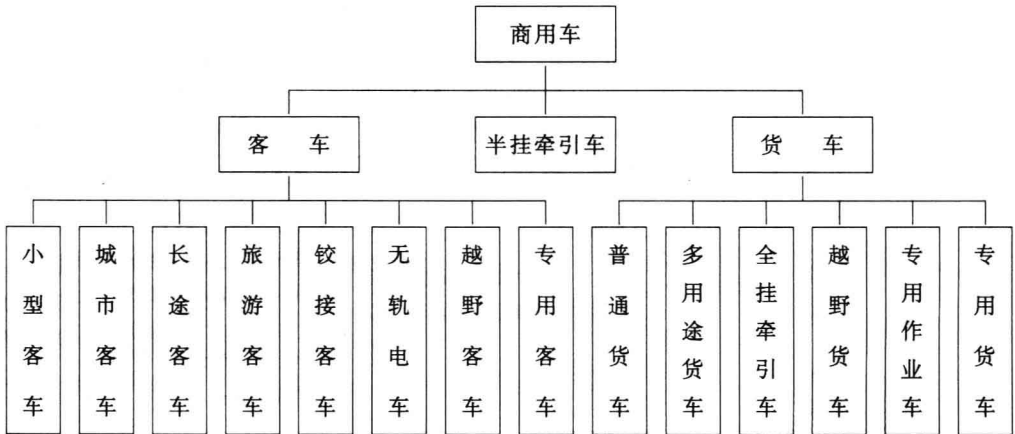 商用车
客 车
半挂牵引车
货 车
小型客车
城市客车
长途客车
旅游客车
铰接客车
无轨电车
越野客车
专用客车
普通货车
多用途货车
全挂牵引车
越野货车
专用作业车
专用货车